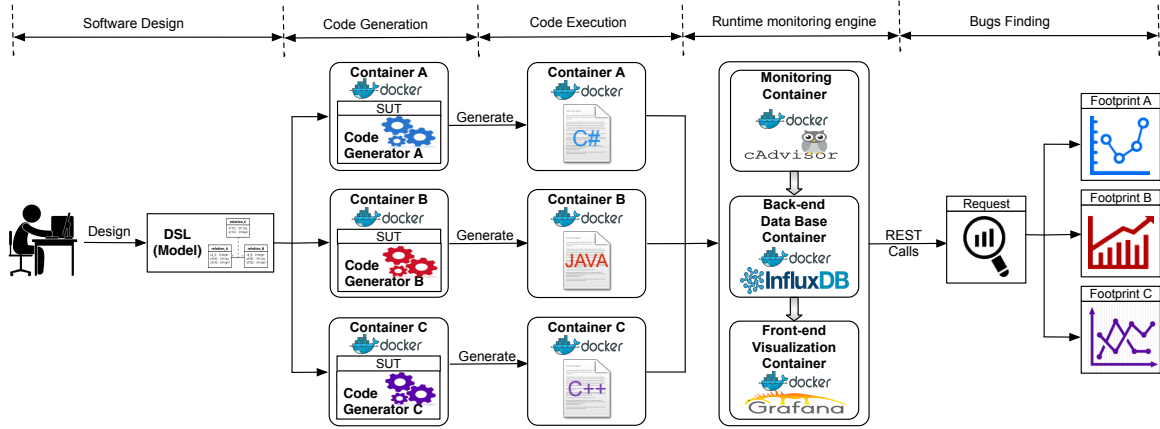 Software Design
Code Generation
Code Execution
Runtime monitoring engine
Bugs Finding
Design
DSL
(Model)
relation_C
relation_A
relation_B
Container A
docker
SUT
Code
Generator A
Generate
Container A
docker
C#
Container B
docker
SUT
Code
Generator B
Generate
Container B
docker
JAVA
Container C
docker
SUT
Code
Generator C
Generate
Container C
docker
C++
Monitoring
Container
docker
cAdvisor
Back-end
Data Base
Container
docker
InfluxDB
Front-end
Visualization
Container
docker
Grafana
REST
Calls
Request
Footprint A
Footprint B
Footprint C